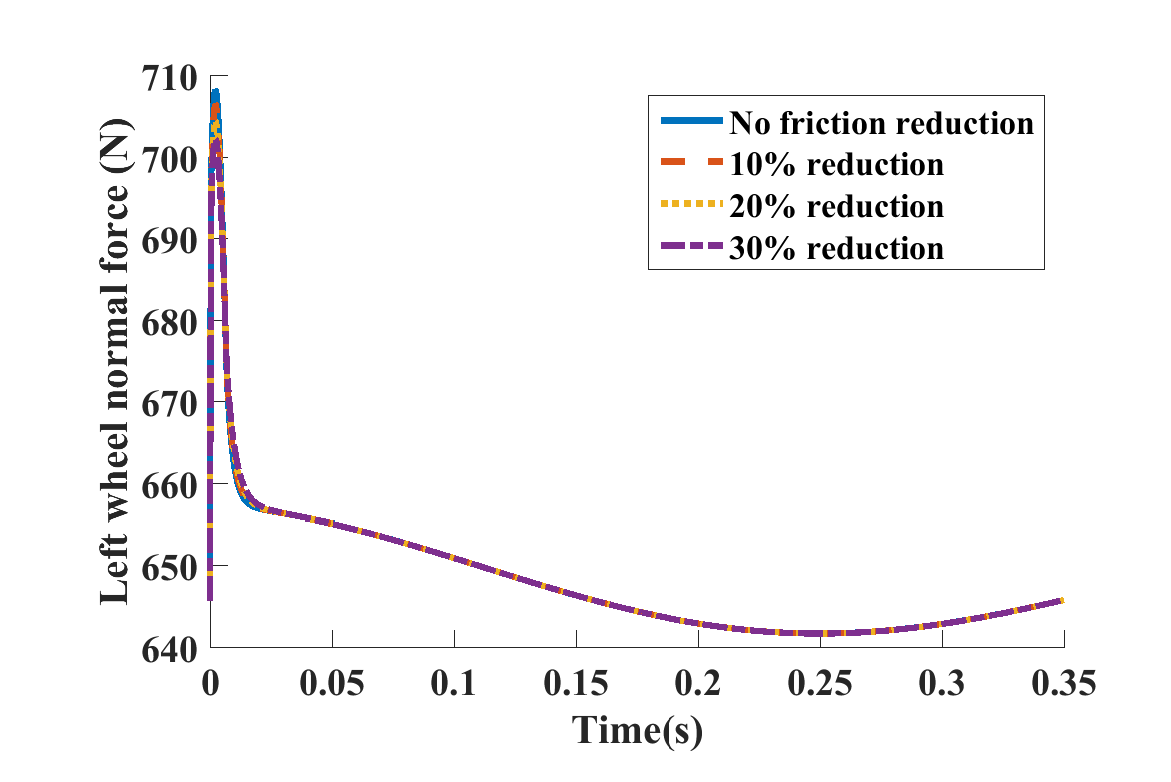 710
700
690
680
670
660
650
640
Left wheel normal force (N)
No friction reduction
10% reduction
20% reduction
30% reduction
0 0.05 0.1 0.15 0.2 0.25 0.3 0.35
Time(s)